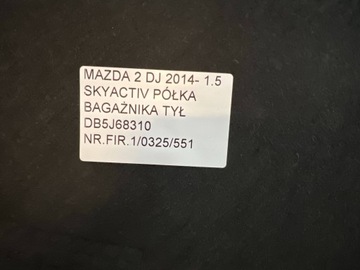 MAZDA 2 DJ 2014- 1.5
SKYACTIV PÓŁKA
BAGAŻNIKA TYŁ
DB5J68310
NR.FIR.1/0325/551